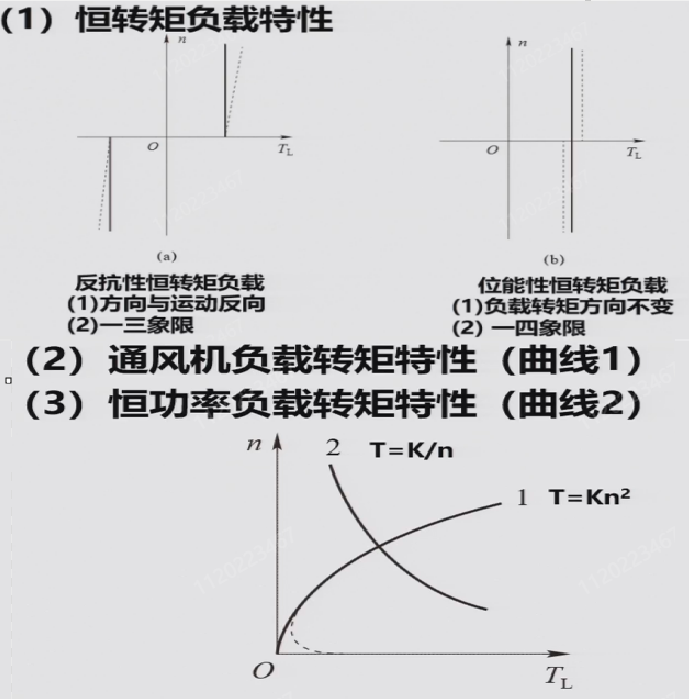 (1) 恒转矩负载特性
n
O
T_L
(a)
反抗性恒转矩负载
(1)方向与运动反向
(2)一三象限
n
O
T_L
(b)
位能性恒转矩负载
(1)负载转矩方向不变
(2) 一四象限
(2) 通风机负载转矩特性(曲线1)
(3) 恒功率负载转矩特性(曲线2)
n
2 T=K/n
1 T=Kn²
O
T_L
1120223467